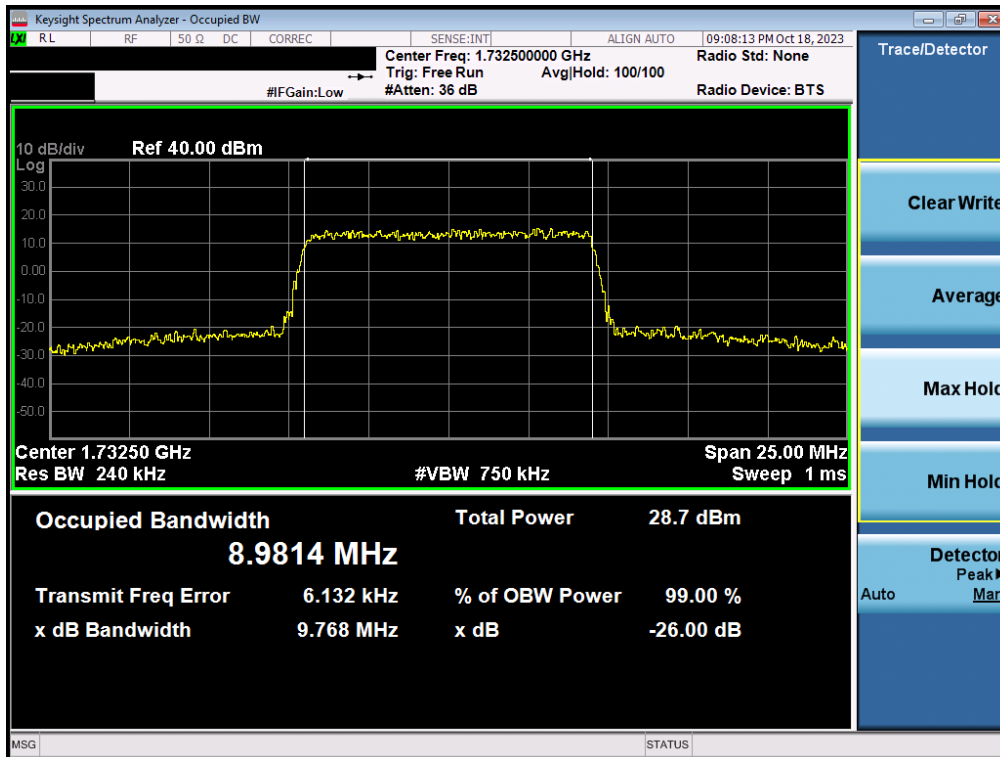 Keysight Spectrum Analyzer - Occupied BW
LXI RL RF 50 Ω DC CORREC SENSE:INT ALIGN AUTO 09:08:13 PM Oct 18, 2023
Center Freq: 1.732500000 GHz Radio Std: None
Trig: Free Run Avg|Hold: 100/100
#IFGain:Low #Atten: 36 dB Radio Device: BTS
Trace/Detector
10 dB/div Ref 40.00 dBm
Log
30.0
20.0
10.0
0.00
-10.0
-20.0
-30.0
-40.0
-50.0
Center 1.73250 GHz Span 25.00 MHz
Res BW 240 kHz #VBW 750 kHz Sweep 1 ms
Occupied Bandwidth Total Power 28.7 dBm
8.9814 MHz
Transmit Freq Error 6.132 kHz % of OBW Power 99.00 %
x dB Bandwidth 9.768 MHz x dB -26.00 dB
Clear Write
Average
Max Hold
Min Hold
Detector
Peak
Auto Man
MSG STATUS